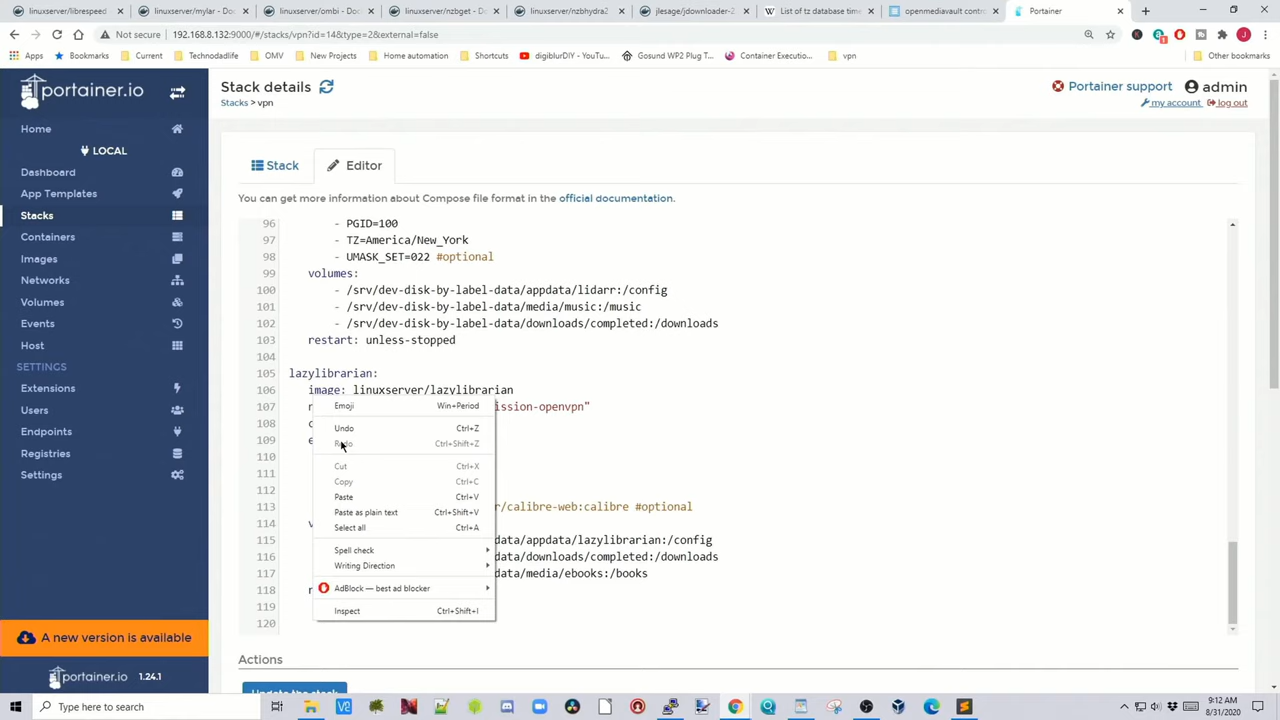 linuxserver/librespeed
linuxserver/mylar - Doc
linuxserver/ombi - Doc
linuxserver/nzbget - Doc
linuxserver/nzbhydra2
jlesage/jdownloader-2
List of tz database time
openmediavault contro
Portainer
Not secure
192.168.8.132:9000/#/stacks/vpn?id=14&type=2&external=false
Apps
Bookmarks
Current
Technodadlife
OMV
New Projects
Home automation
Shortcuts
digiblurDIY - YouTu...
Gosund WP2 Plug T...
Container Executio...
vpn
Other bookmarks
portainer.io
Stack details
Stacks > vpn
Portainer support
admin
my account
log out
Home
LOCAL
Dashboard
App Templates
Stacks
Containers
Images
Networks
Volumes
Events
Host
SETTINGS
Extensions
Users
Endpoints
Registries
Settings
A new version is available
portainer.io 1.24.1
Stack
Editor
You can get more information about Compose file format in the official documentation.
96 - PGID=100
97 - TZ=America/New_York
98 - UMASK_SET=022 #optional
99 volumes:
100 - /srv/dev-disk-by-label-data/appdata/lidarr:/config
101 - /srv/dev-disk-by-label-data/media/music:/music
102 - /srv/dev-disk-by-label-data/downloads/completed:/downloads
103 restart: unless-stopped
104
105 lazylibrarian:
106 image: linuxserver/lazylibrarian
107 n ission-openvpn"
108
109 e
110
111
112
113 r/calibre-web:calibre #optional
114 v
115 data/appdata/lazylibrarian:/config
116 data/downloads/completed:/downloads
117 data/media/ebooks:/books
118
119
120
Emoji Win+Period
Undo Ctrl+Z
Redo Ctrl+Shift+Z
Cut Ctrl+X
Copy Ctrl+C
Paste Ctrl+V
Paste as plain text Ctrl+Shift+V
Select all Ctrl+A
Spell check
Writing Direction
AdBlock — best ad blocker
Inspect Ctrl+Shift+I
Actions
Update the stack
Type here to search
9:12 AM
8/31/2020